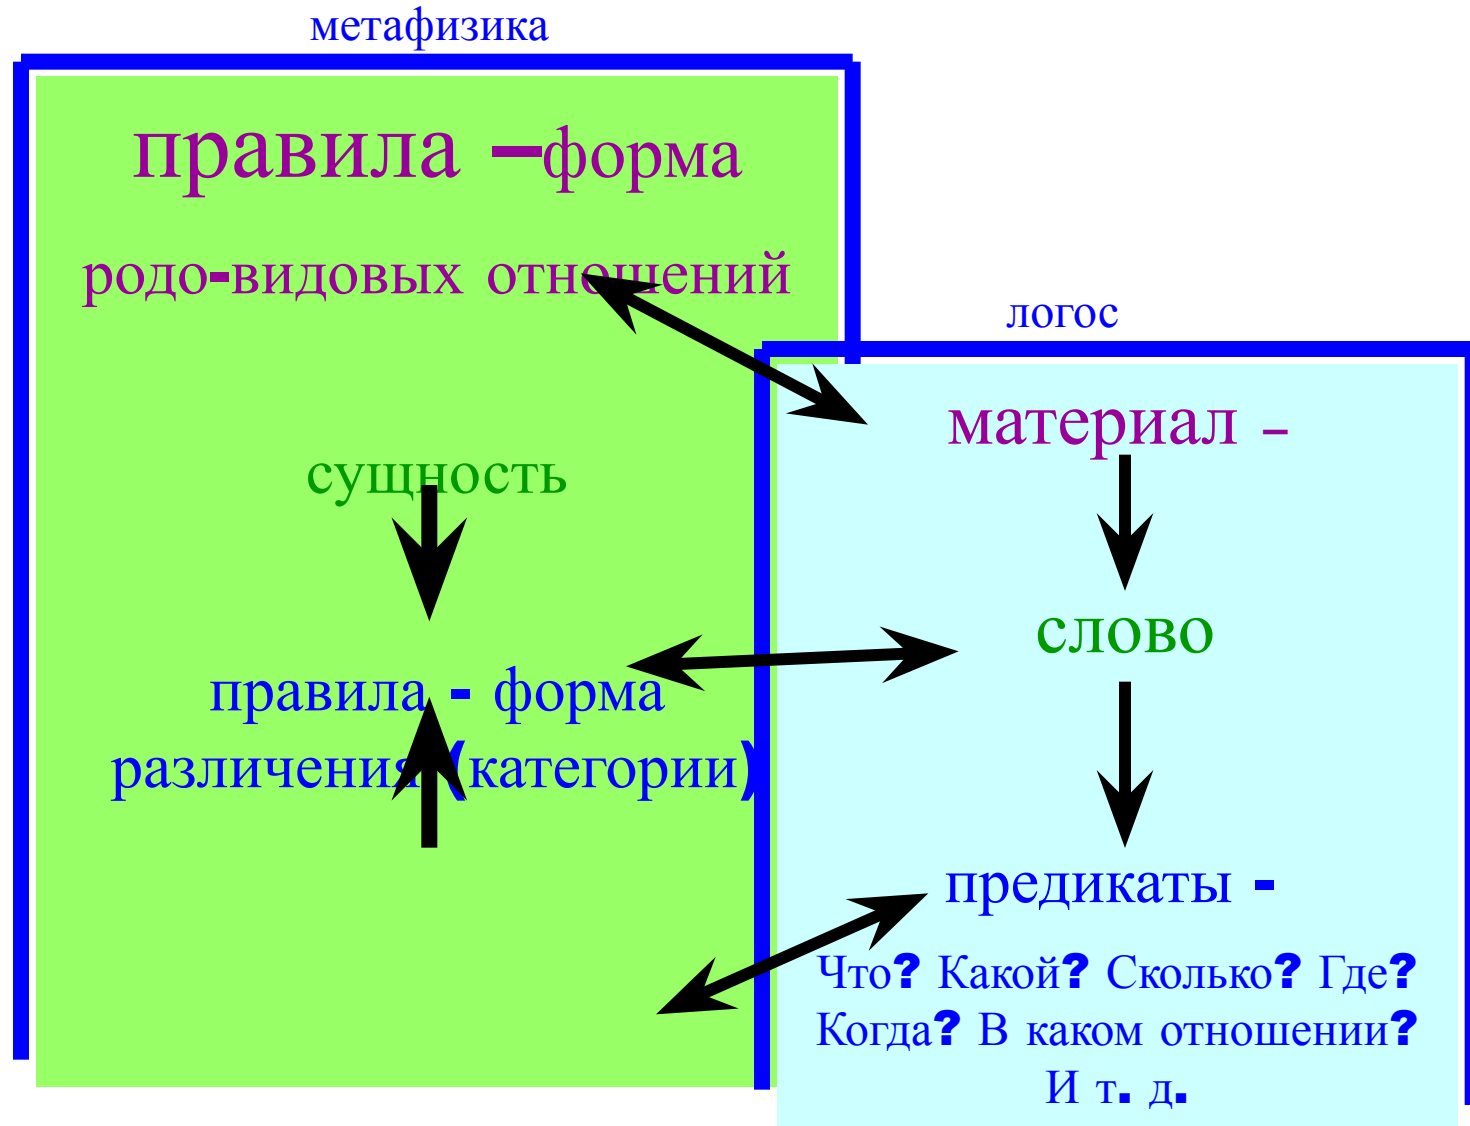 метафизика
правила –форма
родо-видовых отношений
сущность
правила - форма
различения (категории)
логос
материал –
слово
предикаты -
Что? Какой? Сколько? Где?
Когда? В каком отношении?
И т. д.